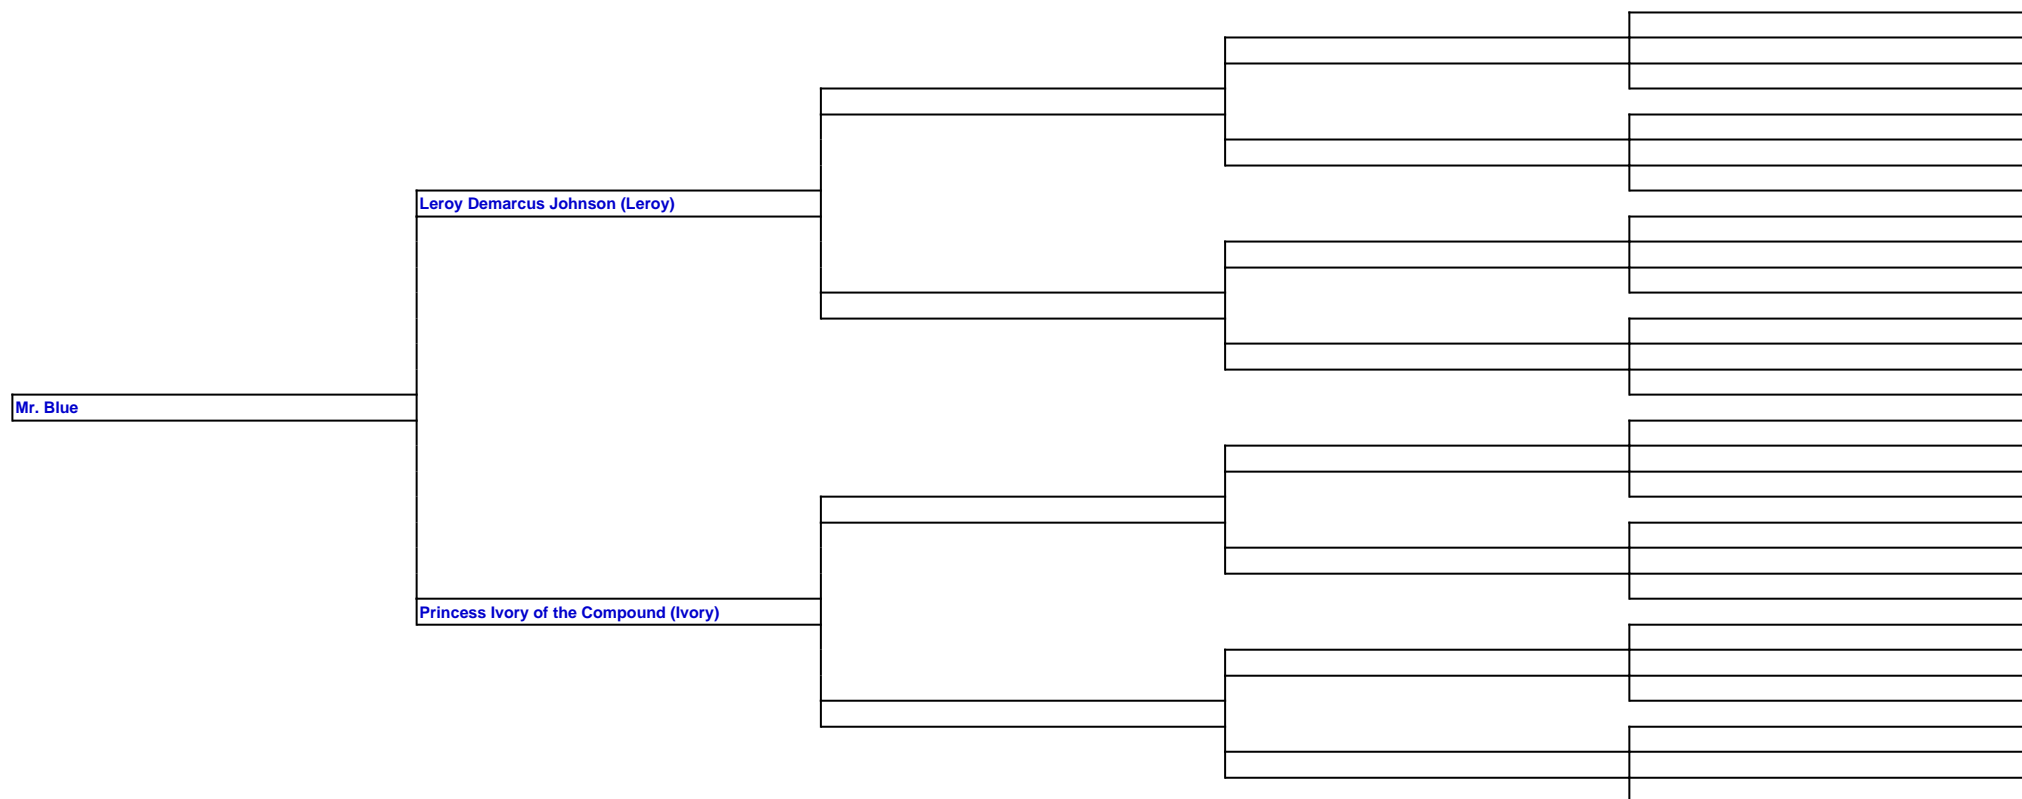 Leroy Demarcus Johnson (Leroy)
Mr. Blue
Princess Ivory of the Compound (Ivory)